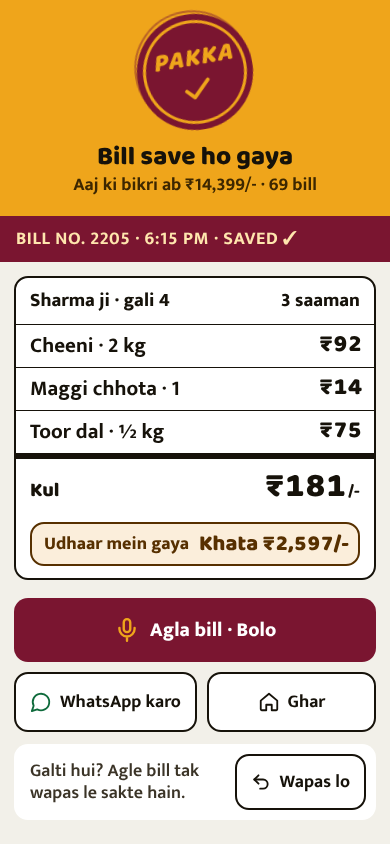 PAKKA
Bill save ho gaya
Aaj ki bikri ab ₹14,399/- · 69 bill
BILL NO. 2205 · 6:15 PM · SAVED ✓
Sharma ji · gali 4 3 saaman
Cheeni · 2 kg ₹92
Maggi chhota · 1 ₹14
Toor dal · ½ kg ₹75
Kul ₹181/-
Udhaar mein gaya Khata ₹2,597/-
Agla bill · Bolo
WhatsApp karo Ghar
Galti hui? Agle bill tak
wapas le sakte hain.
Wapas lo